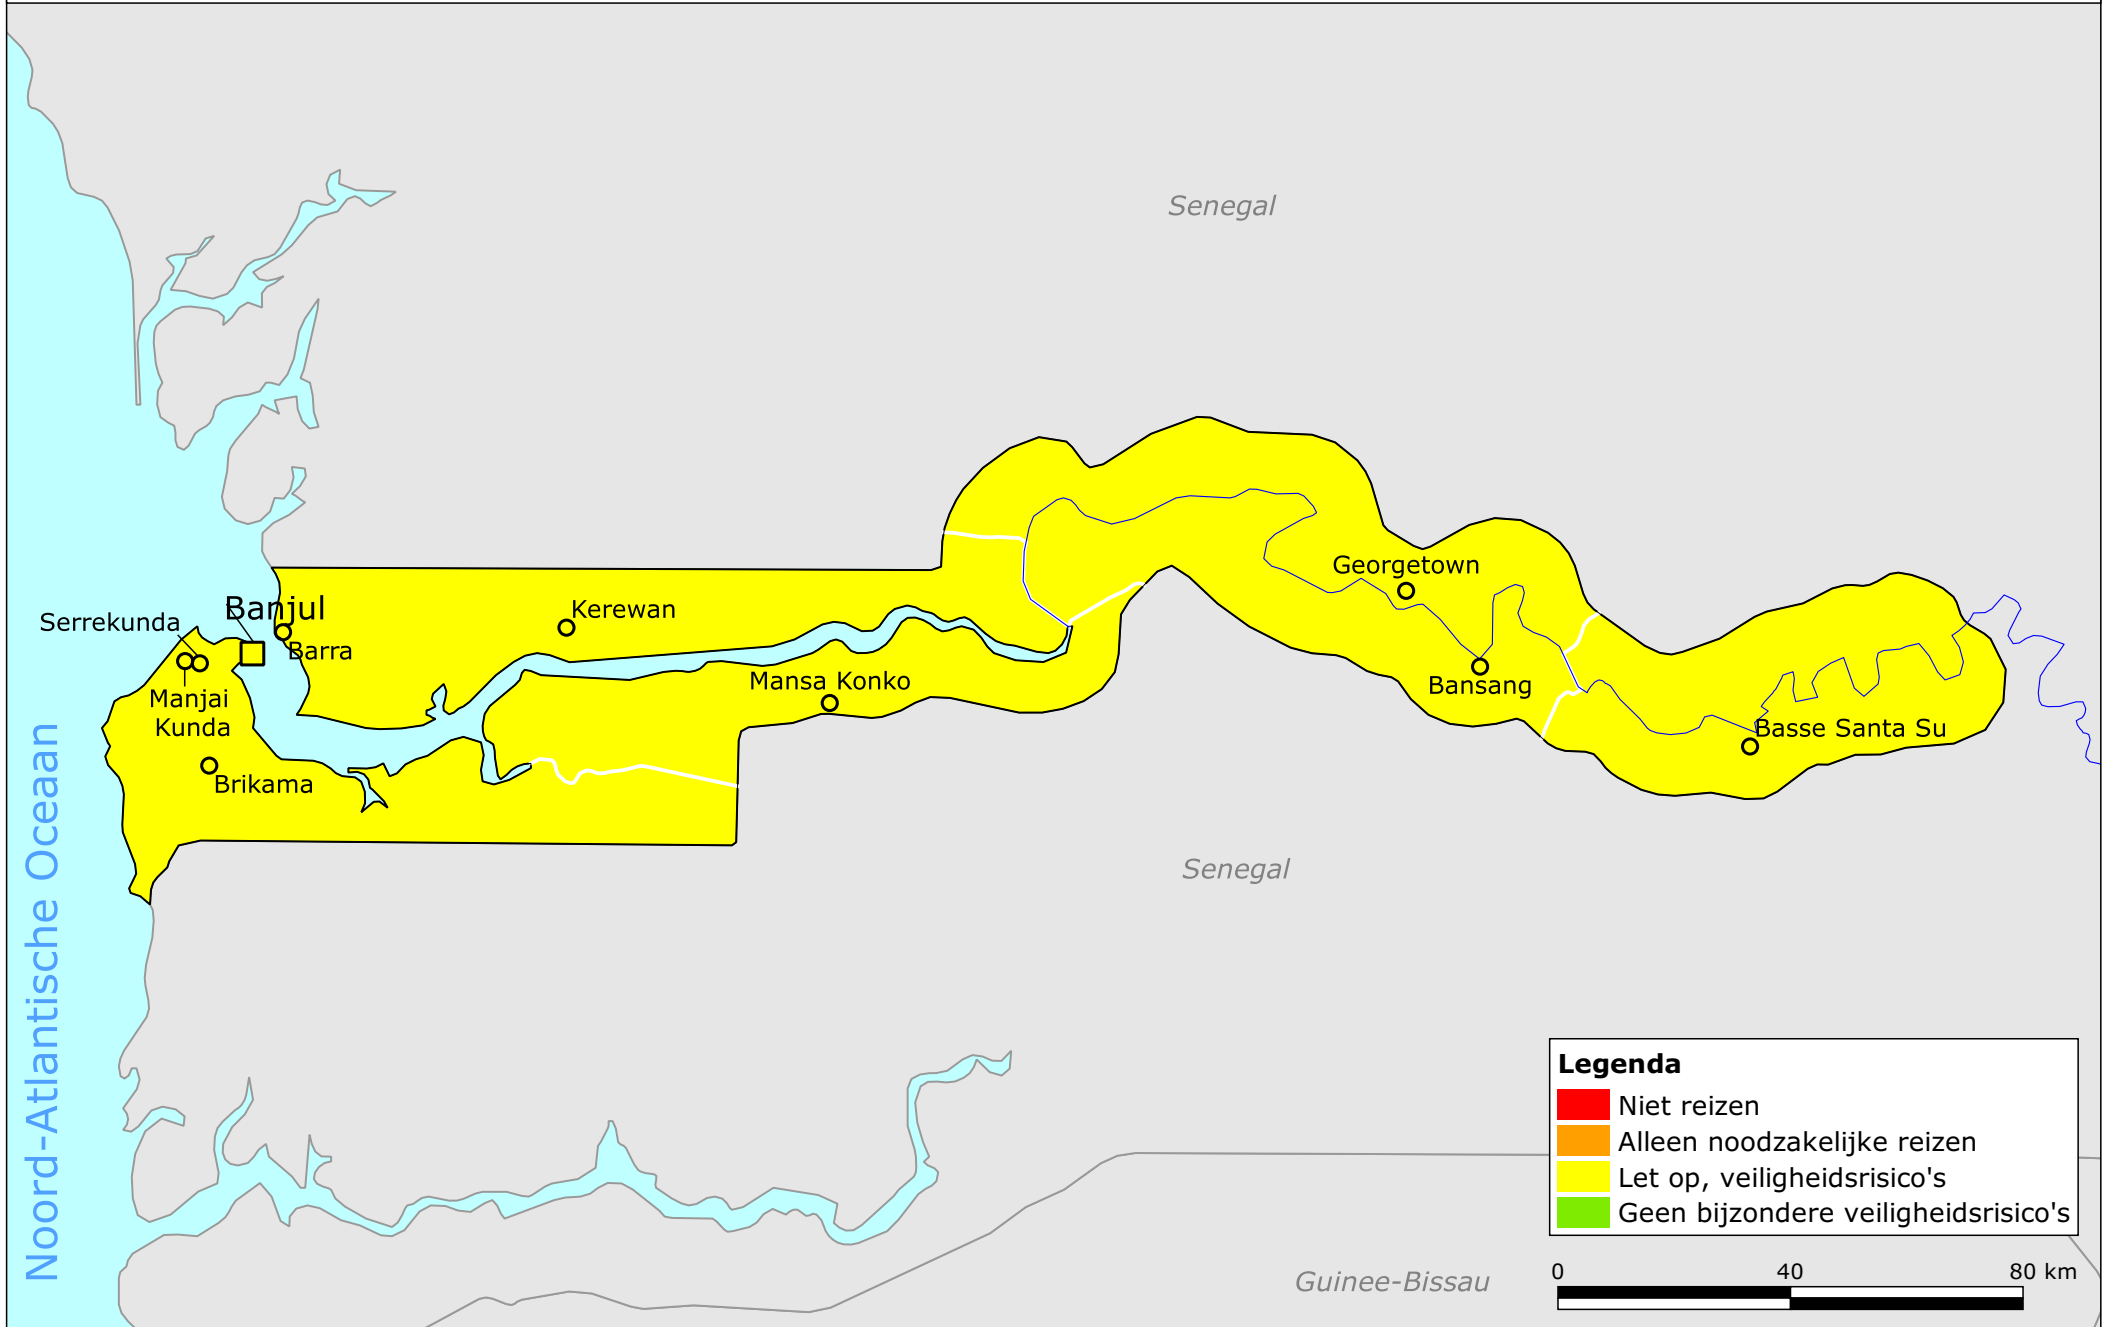 Senegal
Georgetown
Banjul
Kerewan
Serrekunda
Barra
Mansa Konko
Bansang
Manjai
Kunda
Basse Santa Su
Brikama
Noord-Atlantische Oceaan
Senegal
Legenda
Niet reizen
Alleen noodzakelijke reizen
Let op, veiligheidsrisico's
Geen bijzondere veiligheidsrisico's
Guinee-Bissau
0 40 80 km